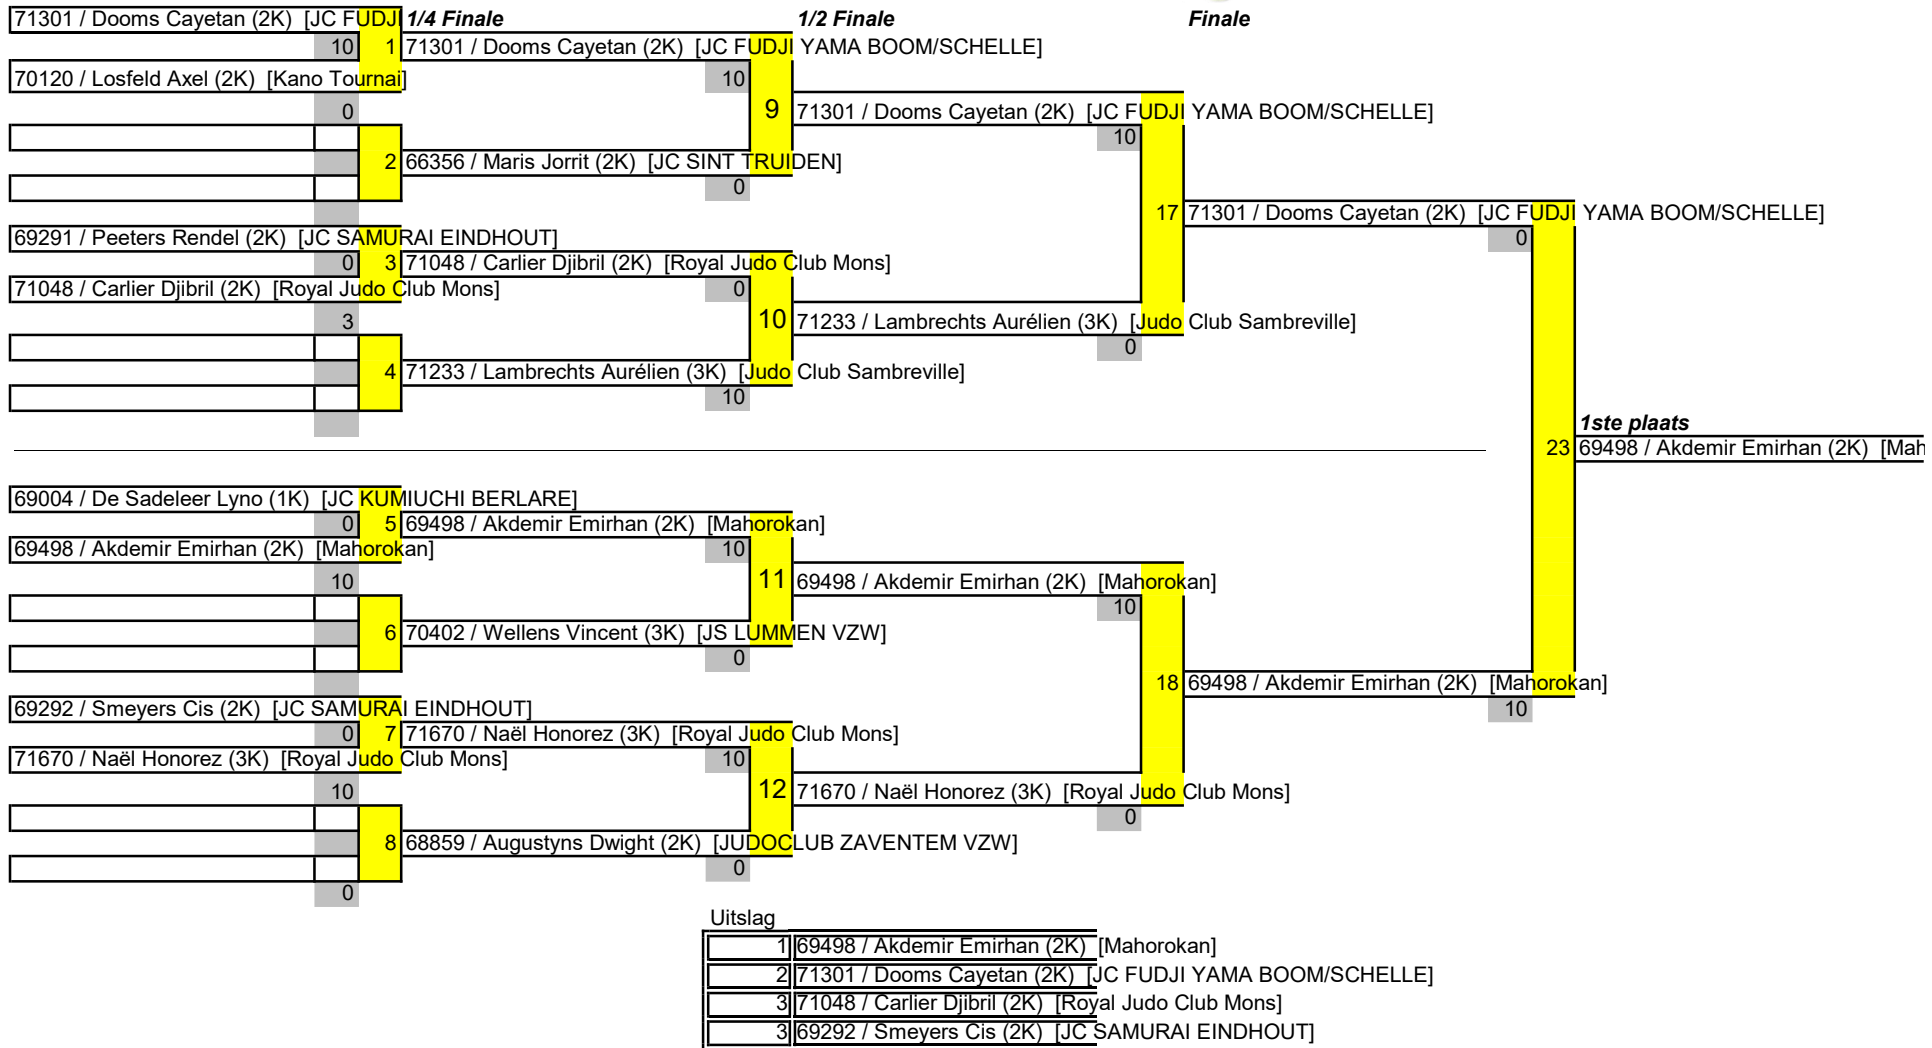 71301 / Dooms Cayetan (2K) [JC FUDJI 1/4 Finale 1/2 Finale Finale
10 1 71301 / Dooms Cayetan (2K) [JC FUDJI YAMA BOOM/SCHELLE]
70120 / Losfeld Axel (2K) [Kano Tournai] 10
0 9 71301 / Dooms Cayetan (2K) [JC FUDJI YAMA BOOM/SCHELLE]
10
2 66356 / Maris Jorrit (2K) [JC SINT TRUIDEN]
0
17 71301 / Dooms Cayetan (2K) [JC FUDJI YAMA BOOM/SCHELLE]
69291 / Peeters Rendel (2K) [JC SAMURAI EINDHOUT] 0
0 3 71048 / Carlier Djibril (2K) [Royal Judo Club Mons]
71048 / Carlier Djibril (2K) [Royal Judo Club Mons] 0
3 10 71233 / Lambrechts Aurélien (3K) [Judo Club Sambreville]
0
4 71233 / Lambrechts Aurélien (3K) [Judo Club Sambreville]
10
1ste plaats
23 69498 / Akdemir Emirhan (2K) [Mah
69004 / De Sadeleer Lyno (1K) [JC KUMIUCHI BERLARE]
0 5 69498 / Akdemir Emirhan (2K) [Mahorokan]
69498 / Akdemir Emirhan (2K) [Mahorokan] 10
10 11 69498 / Akdemir Emirhan (2K) [Mahorokan]
10
6 70402 / Wellens Vincent (3K) [JS LUMMEN VZW]
0
18 69498 / Akdemir Emirhan (2K) [Mahorokan]
69292 / Smeyers Cis (2K) [JC SAMURAI EINDHOUT] 10
0 7 71670 / Naël Honorez (3K) [Royal Judo Club Mons]
71670 / Naël Honorez (3K) [Royal Judo Club Mons] 10
10 12 71670 / Naël Honorez (3K) [Royal Judo Club Mons]
0
8 68859 / Augustyns Dwight (2K) [JUDOCLUB ZAVENTEM VZW]
0
0
Uitslag
1 69498 / Akdemir Emirhan (2K) [Mahorokan]
2 71301 / Dooms Cayetan (2K) [JC FUDJI YAMA BOOM/SCHELLE]
3 71048 / Carlier Djibril (2K) [Royal Judo Club Mons]
3 69292 / Smeyers Cis (2K) [JC SAMURAI EINDHOUT]